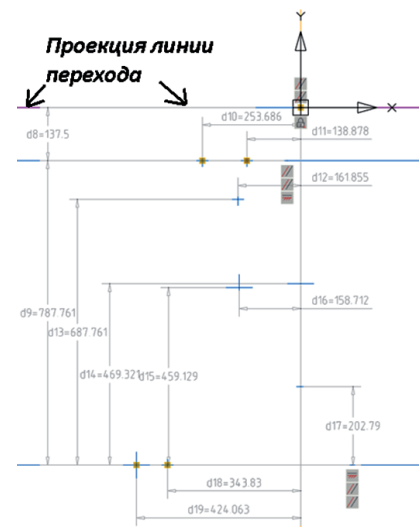 Проекция линии
перехода
Y
X
d10=253.686
d8=137.5
d11=138.878
d12=161.855
d16=158.712
d9=787.761
d13=687.761
d14=469.321
d15=459.129
d17=202.79
d18=343.83
d19=424.063